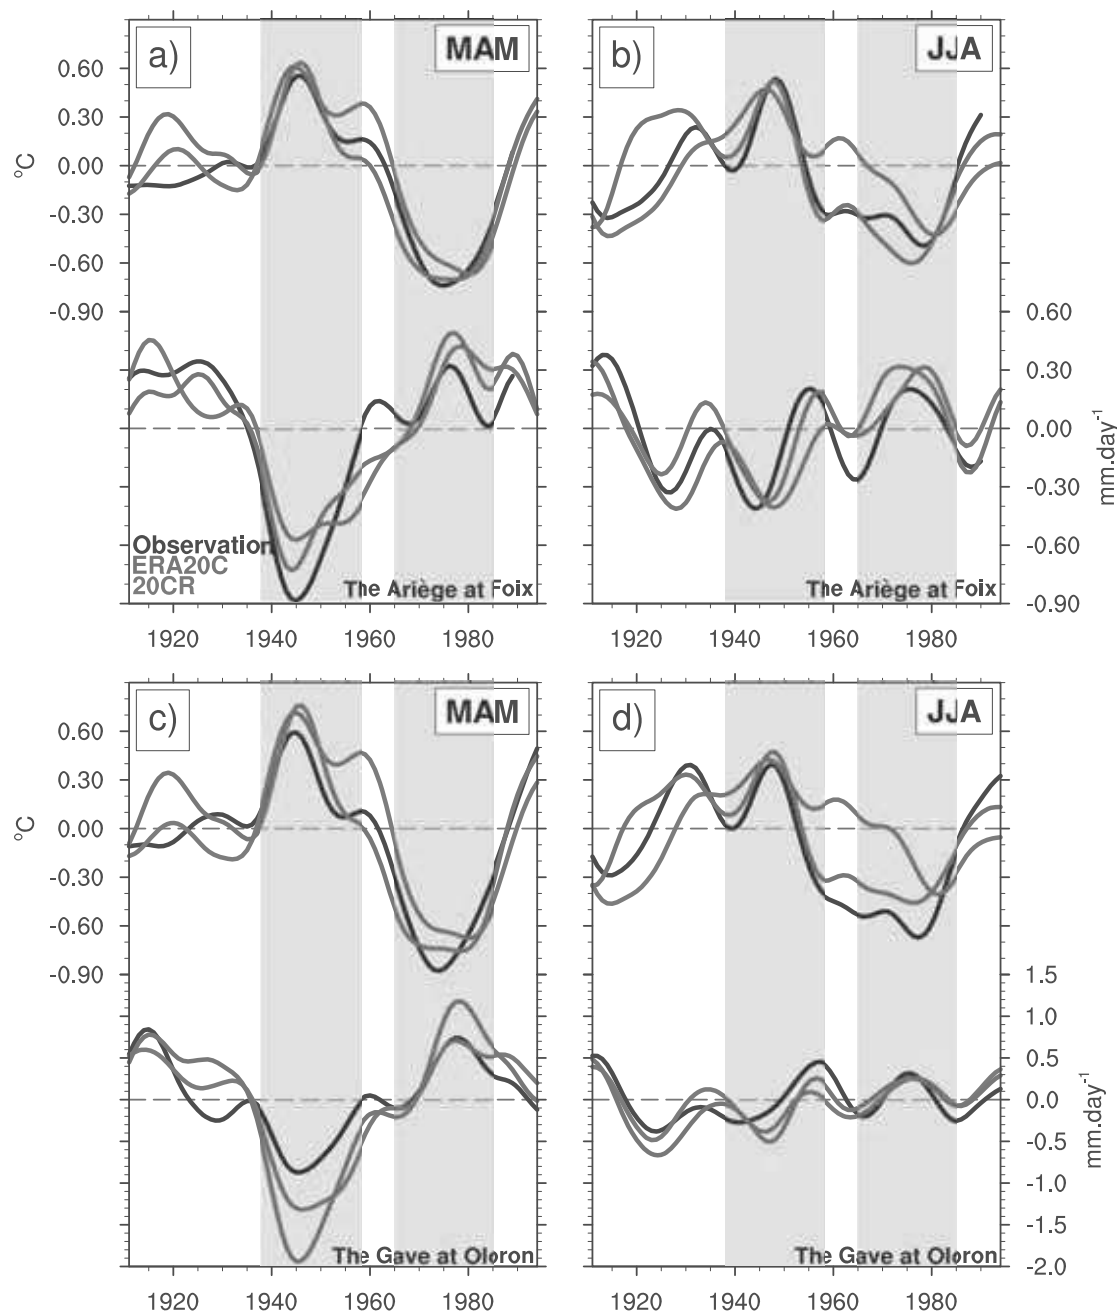 a)
MAM
b)
JJA
0.60
0.30
0.00
-0.30
-0.60
-0.90
°C
0.60
0.30
0.00
-0.30
-0.60
-0.90
mm.day-1
Observation
ERA20C
20CR
The Ariège at Foix
The Ariège at Foix
1920 1940 1960 1980
1920 1940 1960 1980
c)
MAM
d)
JJA
0.60
0.30
0.00
-0.30
-0.60
-0.90
°C
1.5
1.0
0.5
0.0
-0.5
-1.0
-1.5
-2.0
mm.day-1
The Gave at Oloron
The Gave at Oloron
1920 1940 1960 1980
1920 1940 1960 1980